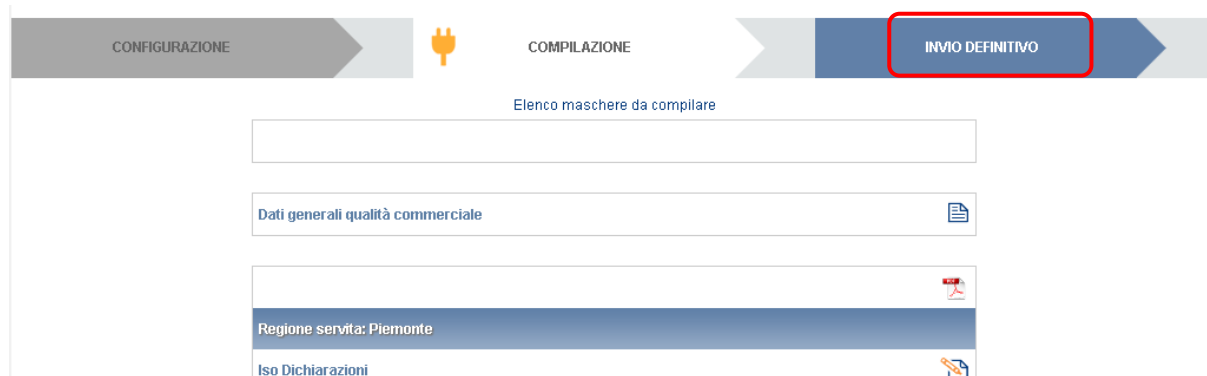 CONFIGURAZIONE
COMPILAZIONE
INVIO DEFINITIVO
Elenco maschere da compilare
Dati generali qualità commerciale
Regione servita: Piemonte
Iso Dichiarazioni